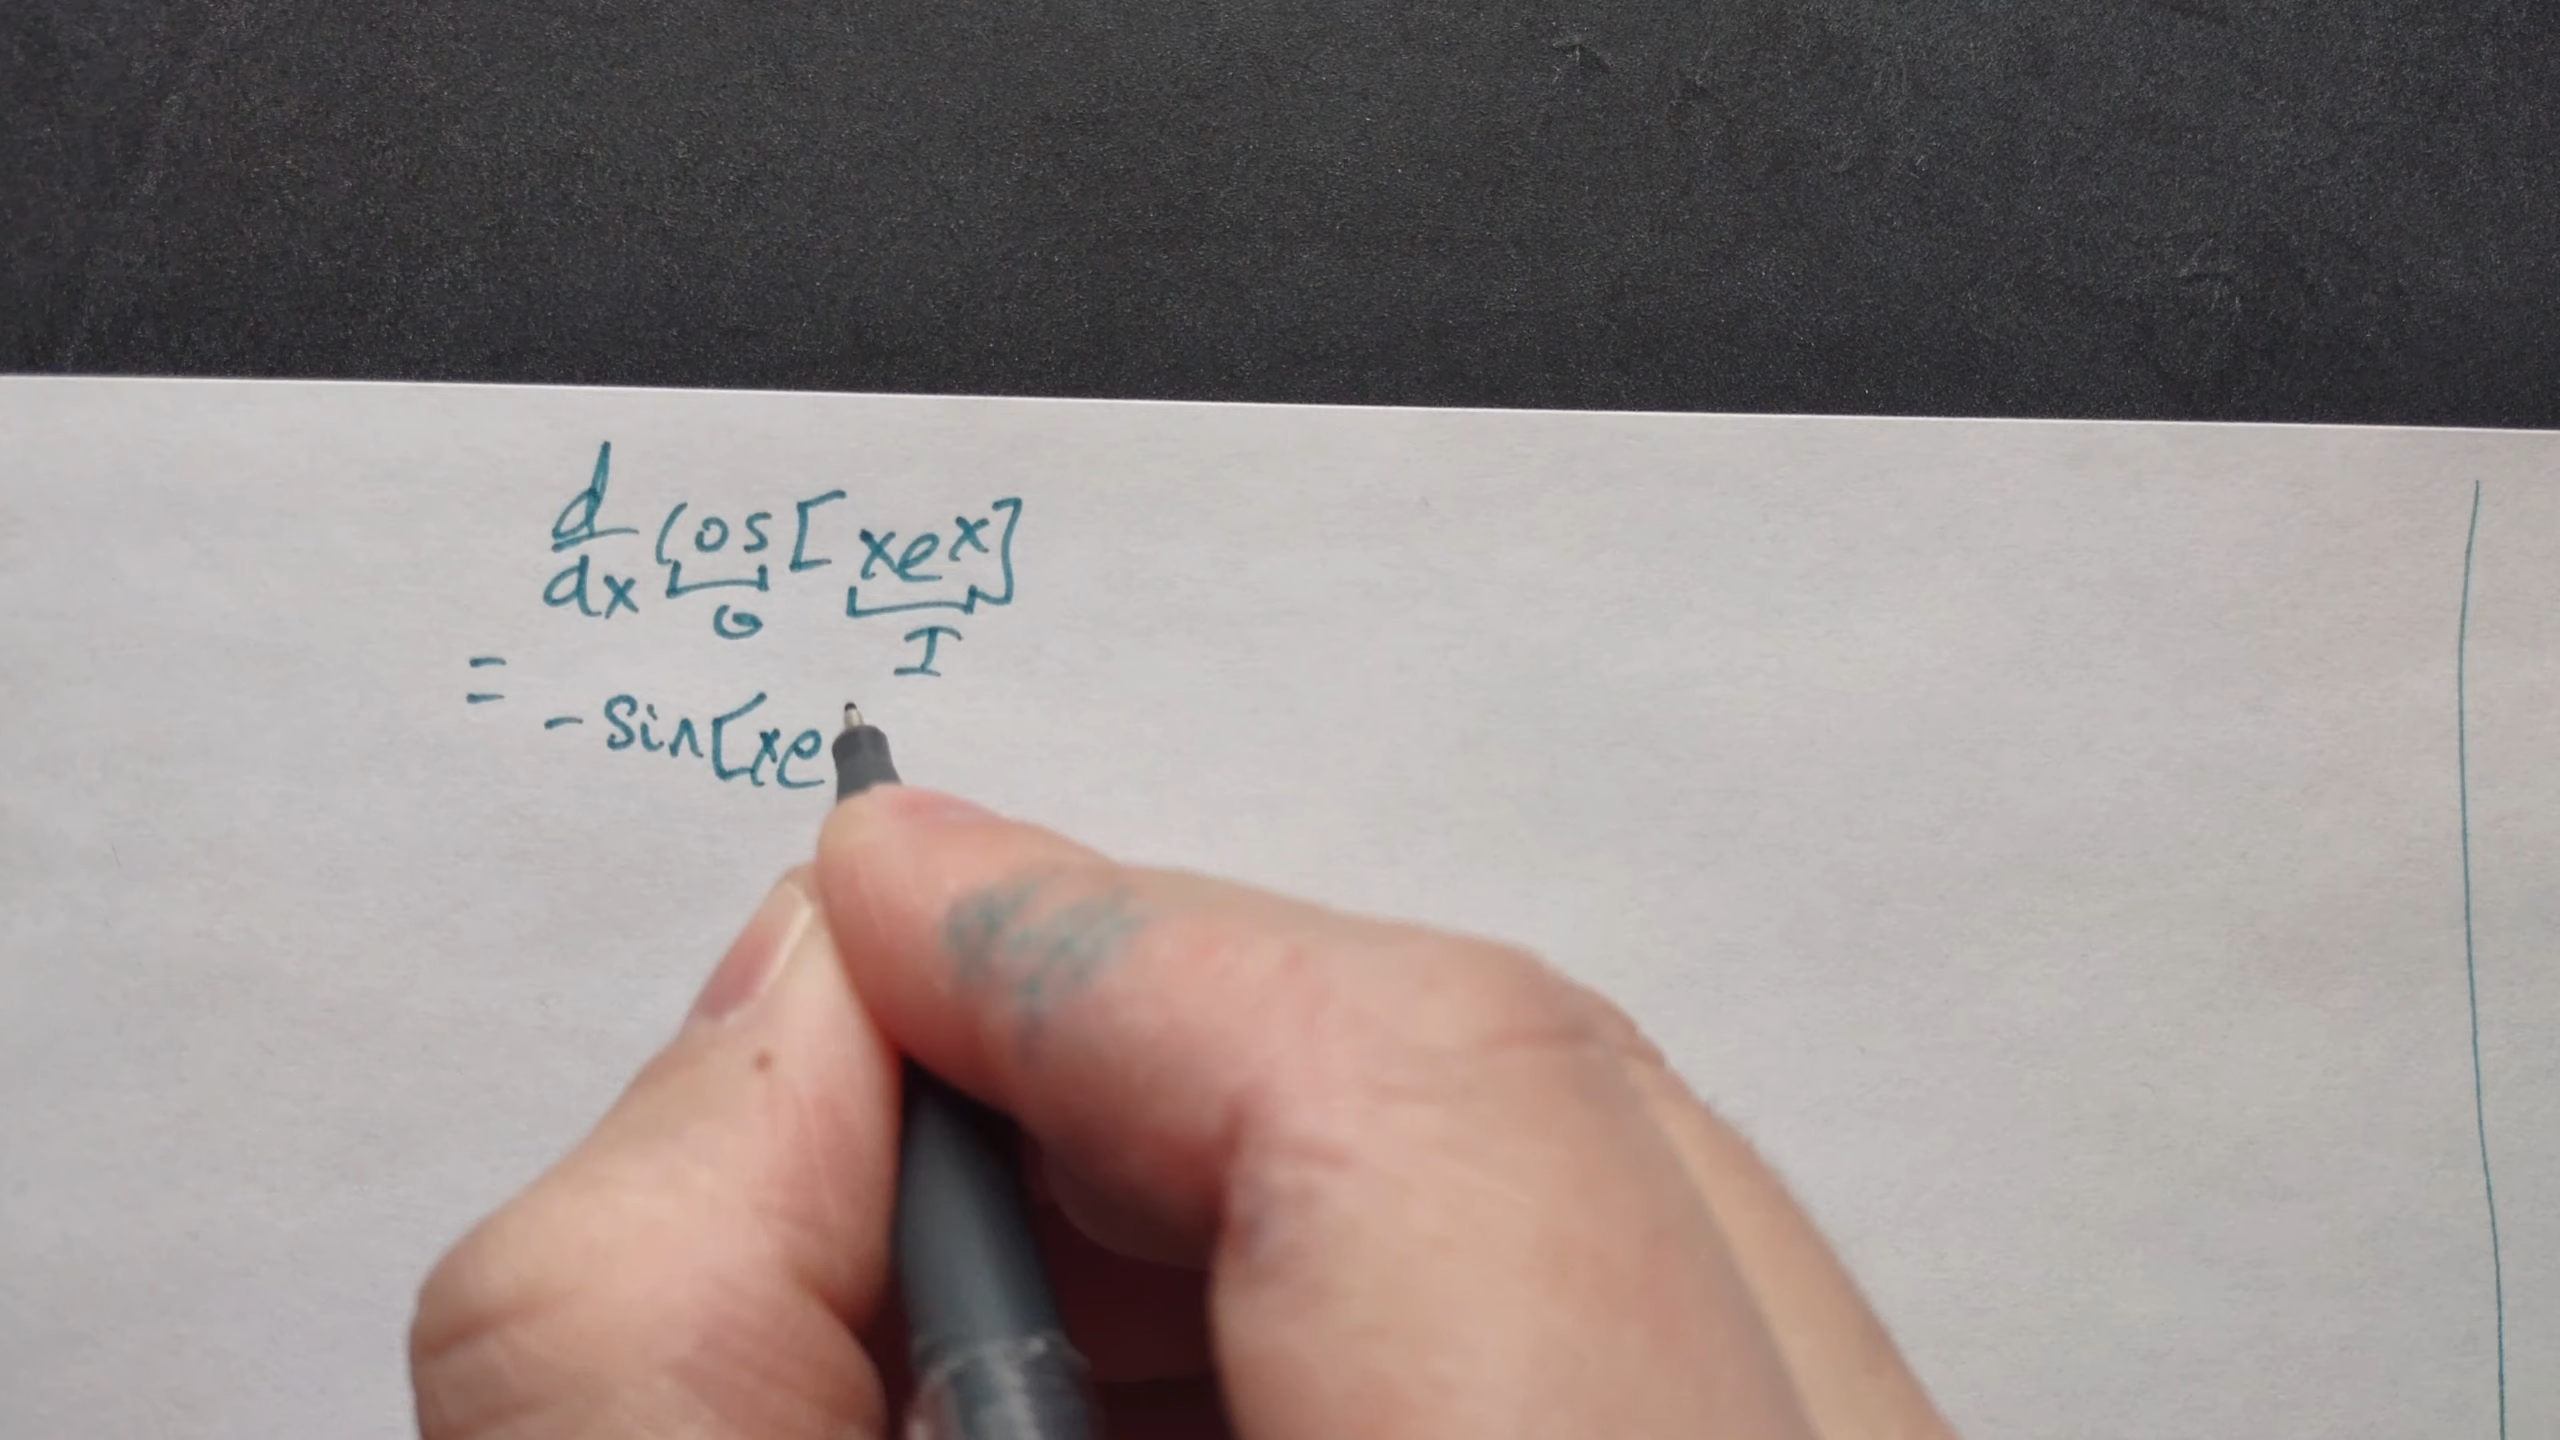 d/dx cos[xe^x]
O I
=
-sin[xe